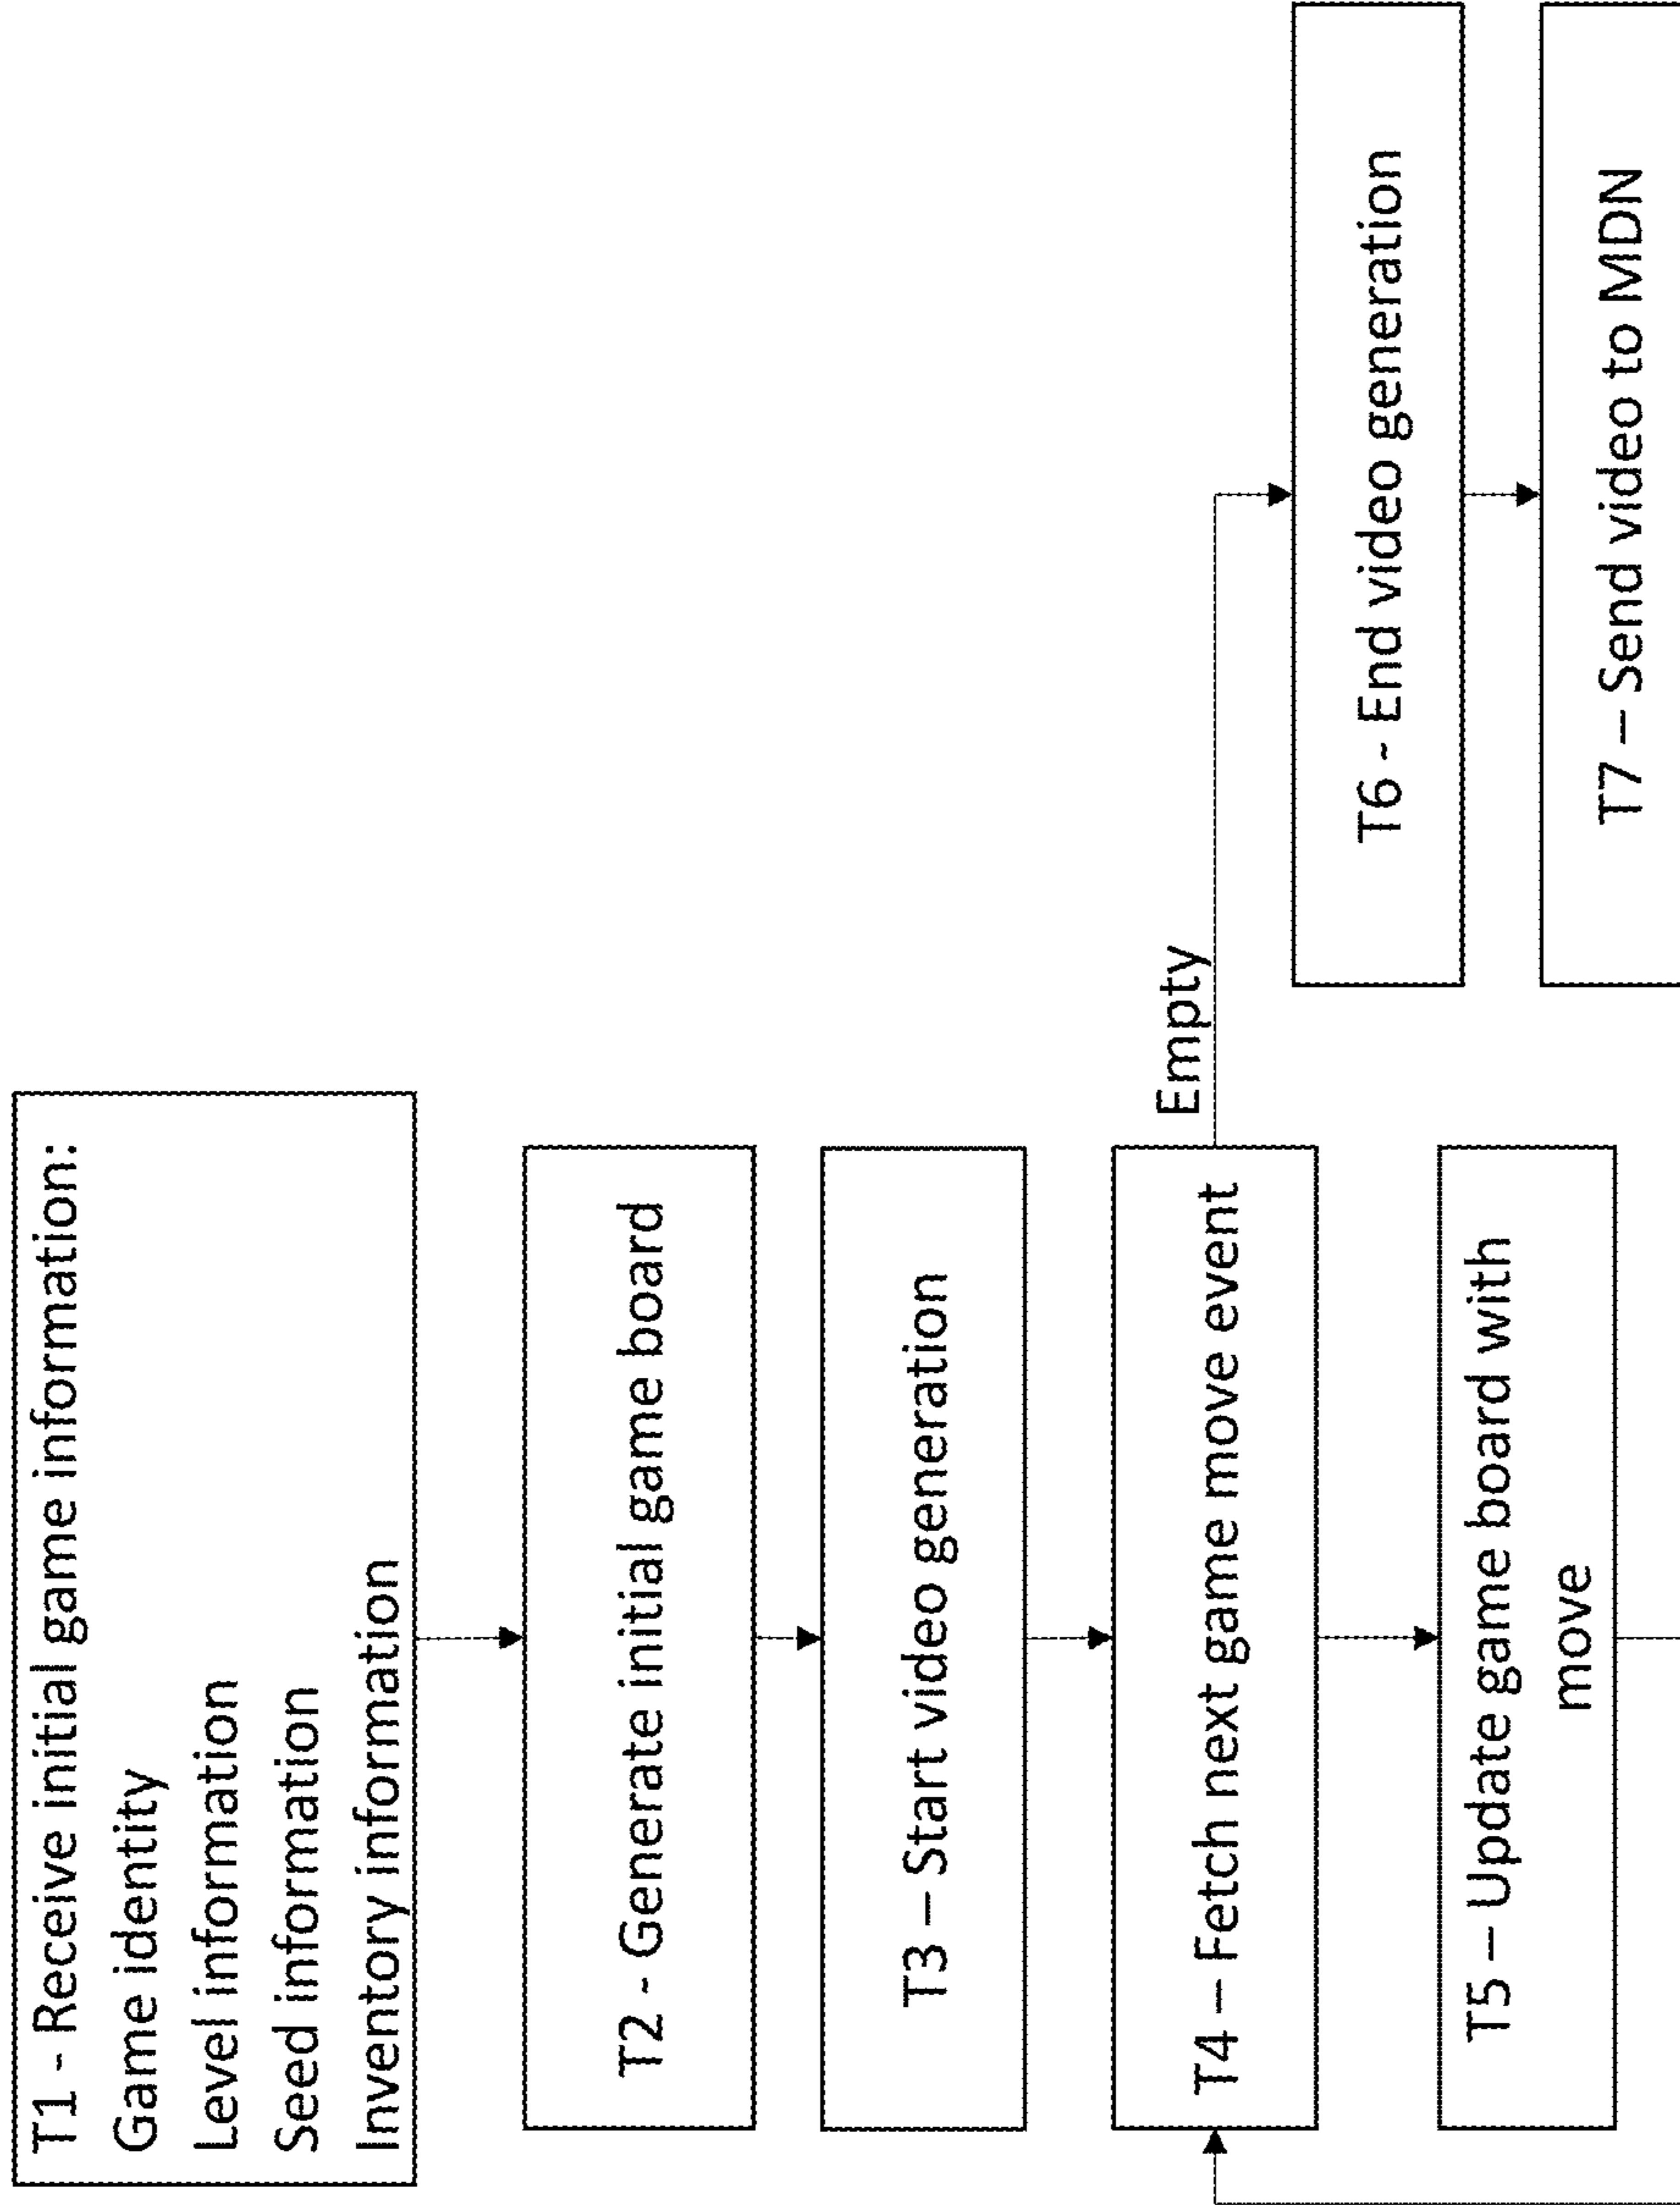 T1 - Receive initial game information:
Game identity
Level information
Seed information
Inventory information
T2 - Generate initial game board
T3 – Start video generation
T4 – Fetch next game move event
Empty
T5 – Update game board with
move
T6 - End video generation
T7 – Send video to MDN